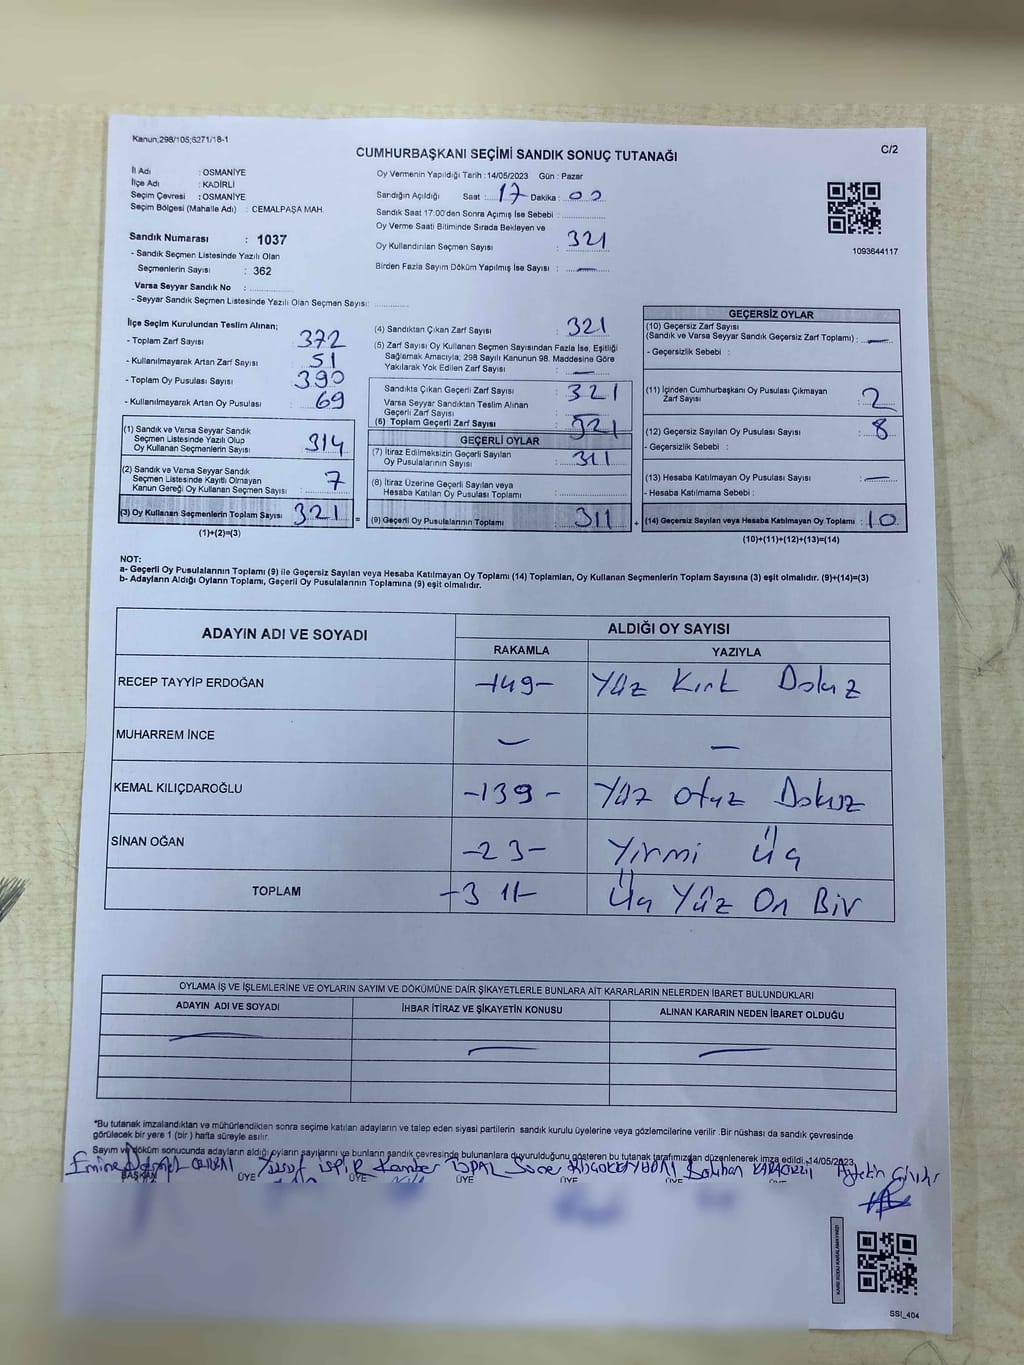 Kanun;298/105;6271/18-1
C/2
CUMHURBAŞKANI SEÇİMİ SANDIK SONUÇ TUTANAĞI
İl Adı : OSMANİYE
İlçe Adı : KADİRLİ
Seçim Çevresi : OSMANİYE
Seçim Bölgesi (Mahalle Adı) : CEMALPAŞA MAH.
Sandık Numarası : 1037
- Sandık Seçmen Listesinde Yazılı Olan
Seçmenlerin Sayısı : 362
Varsa Seyyar Sandık No :
- Seyyar Sandık Seçmen Listesinde Yazılı Olan Seçmen Sayısı:
Oy Vermenin Yapıldığı Tarih :14/05/2023 Gün : Pazar
Sandığın Açıldığı Saat : 17 Dakika : 00
Sandık Saat 17:00'den Sonra Açımış İse Sebebi :
Oy Verme Saati Bitiminde Sırada Bekleyen ve
Oy Kullandırılan Seçmen Sayısı : 321
Birden Fazla Sayım Döküm Yapılmış İse Sayısı : —
1093644117
İlçe Seçim Kurulundan Teslim Alınan;
- Toplam Zarf Sayısı : 372
- Kullanılmayarak Artan Zarf Sayısı : 51
- Toplam Oy Pusulası Sayısı : 390
- Kullanılmayarak Artan Oy Pusulası : 69
(1) Sandık ve Varsa Seyyar Sandık
Seçmen Listesinde Yazılı Olup
Oy Kullanan Seçmenlerin Sayısı : 314
(2) Sandık ve Varsa Seyyar Sandık
Seçmen Listesinde Kayıtlı Olmayan
Kanun Gereği Oy Kullanan Seçmen Sayısı : 7
(3) Oy Kullanan Seçmenlerin Toplam Sayısı : 321 =
(1)+(2)=(3)
(4) Sandıktan Çıkan Zarf Sayısı : 321
(5) Zarf Sayısı Oy Kullanan Seçmen Sayısından Fazla İse, Eşitliği
Sağlamak Amacıyla; 298 Sayılı Kanunun 98. Maddesine Göre
Yakılarak Yok Edilen Zarf Sayısı : —
Sandıkta Çıkan Geçerli Zarf Sayısı : 321
Varsa Seyyar Sandıktan Teslim Alınan
Geçerli Zarf Sayısı :
(6) Toplam Geçerli Zarf Sayısı : 321
GEÇERLİ OYLAR
(7) İtiraz Edilmeksizin Geçerli Sayılan
Oy Pusulalarının Sayısı : 311
(8) İtiraz Üzerine Geçerli Sayılan veya
Hesaba Katılan Oy Pusulası Toplamı :
(9) Geçerli Oy Pusulalarının Toplamı : 311 +
GEÇERSİZ OYLAR
(10) Geçersiz Zarf Sayısı
(Sandık ve Varsa Seyyar Sandık Geçersiz Zarf Toplamı) : —
- Geçersizlik Sebebi :
(11) İçinden Cumhurbaşkanı Oy Pusulası Çıkmayan
Zarf Sayısı : 2
(12) Geçersiz Sayılan Oy Pusulası Sayısı : 8
- Geçersizlik Sebebi :
(13) Hesaba Katılmayan Oy Pusulası Sayısı : —
- Hesaba Katılmama Sebebi :
(14) Geçersiz Sayılan veya Hesaba Katılmayan Oy Toplamı : 10
(10)+(11)+(12)+(13)=(14)
NOT:
a- Geçerli Oy Pusulalarının Toplamı (9) ile Geçersiz Sayılan veya Hesaba Katılmayan Oy Toplamı (14) Toplamları, Oy Kullanan Seçmenlerin Toplam Sayısına (3) eşit olmalıdır. (9)+(14)=(3)
b- Adayların Aldığı Oyların Toplamı, Geçerli Oy Pusulalarının Toplamına (9) eşit olmalıdır.
ADAYIN ADI VE SOYADI ALDIĞI OY SAYISI
RAKAMLA YAZIYLA
RECEP TAYYİP ERDOĞAN -149- Yüz Kırk Dokuz
MUHARREM İNCE — —
KEMAL KILIÇDAROĞLU -139- Yüz Otuz Dokuz
SİNAN OĞAN -23- Yirmi Üç
TOPLAM -311- Üç Yüz On Bir
OYLAMA İŞ VE İŞLEMLERİNE VE OYLARIN SAYIM VE DÖKÜMÜNE DAİR ŞİKAYETLERLE BUNLARA AİT KARARLARIN NELERDEN İBARET BULUNDUKLARI
ADAYIN ADI VE SOYADI İHBAR İTİRAZ VE ŞİKAYETİN KONUSU ALINAN KARARIN NEDEN İBARET OLDUĞU
*Bu tutanak imzalandıktan ve mühürlendikten sonra seçime katılan adayların ve talep eden siyasi partilerin sandık kurulu üyelerine veya gözlemcilerine verilir .Bir nüshası da sandık çevresinde
görülecek bir yere 1 (bir ) hafta süreyle asılır.
Sayım ve döküm sonucunda adayların aldığı oyların sayılarını ve bunların sandık çevresinde bulunanlara duyurulduğunu gösteren bu tutanak tarafımızdan düzenlenerek imza edildi.14/05/2023
Emine Yusuf İSPİR Kamber TOPAL
BAŞKAN ÜYE ÜYE ÜYE ÜYE
SSI_404